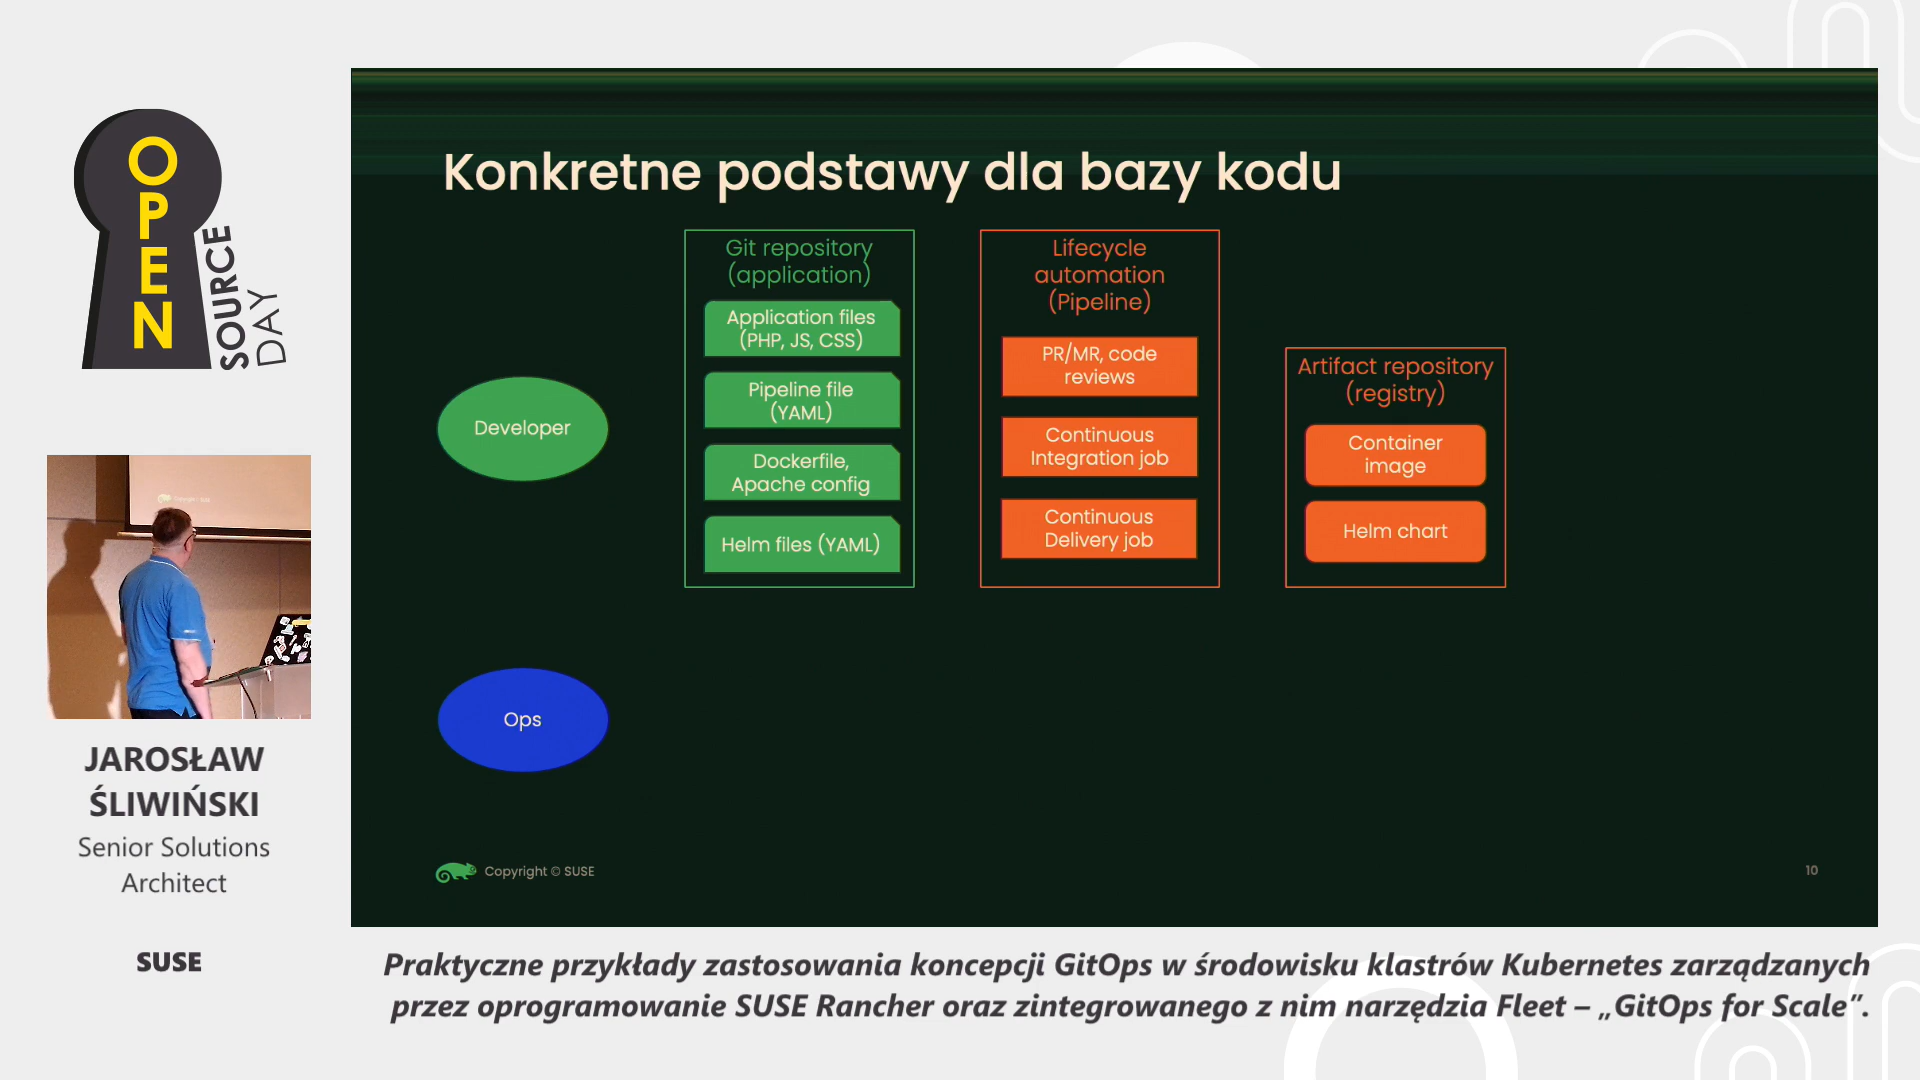 OPEN
SOURCE
DAY
JAROSŁAW
ŚLIWIŃSKI
Senior Solutions
Architect
SUSE
Konkretne podstawy dla bazy kodu
Developer
Ops
Git repository
(application)
Application files
(PHP, JS, CSS)
Pipeline file
(YAML)
Dockerfile,
Apache config
Helm files (YAML)
Lifecycle
automation
(Pipeline)
PR/MR, code
reviews
Continuous
Integration job
Continuous
Delivery job
Artifact repository
(registry)
Container
image
Helm chart
Copyright © SUSE
10
Praktyczne przykłady zastosowania koncepcji GitOps w środowisku klastrów Kubernetes zarządzanych
przez oprogramowanie SUSE Rancher oraz zintegrowanego z nim narzędzia Fleet – „GitOps for Scale”.